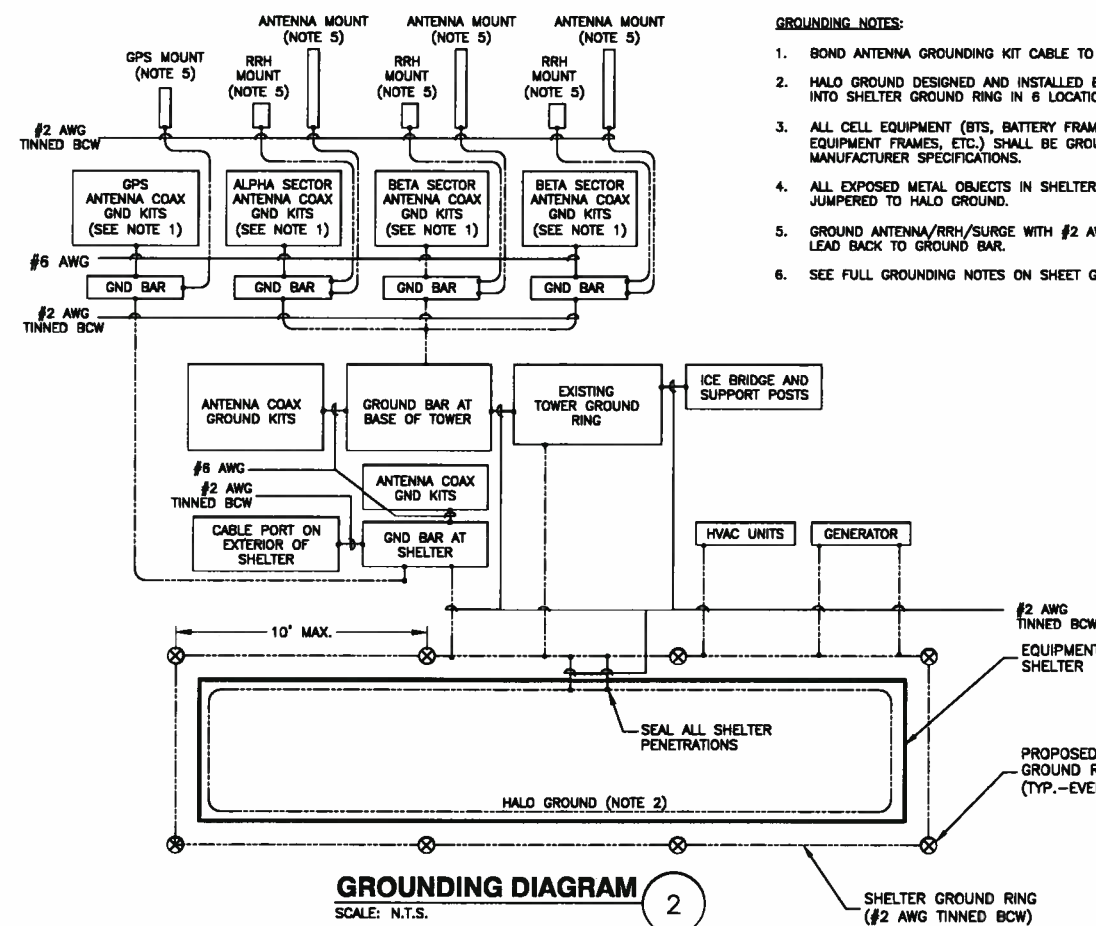 ANTENNA MOUNT
(NOTE 5)
ANTENNA MOUNT
(NOTE 5)
ANTENNA MOUNT
(NOTE 5)
GPS MOUNT
(NOTE 5)
RRH
MOUNT
(NOTE 5)
RRH
MOUNT
(NOTE 5)
RRH
MOUNT
(NOTE 5)
#2 AWG
TINNED BCW
GPS
ANTENNA COAX
GND KITS
(SEE NOTE 1)
ALPHA SECTOR
ANTENNA COAX
GND KITS
(SEE NOTE 1)
BETA SECTOR
ANTENNA COAX
GND KITS
(SEE NOTE 1)
BETA SECTOR
ANTENNA COAX
GND KITS
(SEE NOTE 1)
#6 AWG
GND BAR
GND BAR
GND BAR
GND BAR
#2 AWG
TINNED BCW
GROUNDING NOTES:
1. BOND ANTENNA GROUNDING KIT CABLE TO
2. HALO GROUND DESIGNED AND INSTALLED
INTO SHELTER GROUND RING IN 6
3. ALL CELL EQUIPMENT (BTS, BATTERY
EQUIPMENT FRAMES, ETC.) SHALL BE
MANUFACTURER SPECIFICATIONS.
4. ALL EXPOSED METAL OBJECTS IN SHELTER
JUMPERED TO HALO GROUND.
5. GROUND ANTENNA/RRH/SURGE WITH #2
LEAD BACK TO GROUND BAR.
6. SEE FULL GROUNDING NOTES ON SHEET
ANTENNA COAX
GROUND KITS
GROUND BAR AT
BASE OF TOWER
EXISTING
TOWER GROUND
RING
ICE BRIDGE AND
SUPPORT POSTS
#6 AWG
#2 AWG
TINNED BCW
ANTENNA COAX
GND KITS
CABLE PORT ON
EXTERIOR OF
SHELTER
GND BAR AT
SHELTER
HVAC UNITS
GENERATOR
#2 AWG
TINNED BCW
10' MAX.
EQUIPMENT
SHELTER
SEAL ALL SHELTER
PENETRATIONS
PROPOSED
GROUND
(TYP.-
HALO GROUND (NOTE 2)
GROUNDING DIAGRAM
2
SCALE: N.T.S.
SHELTER GROUND RING
(#2 AWG TINNED BCW)